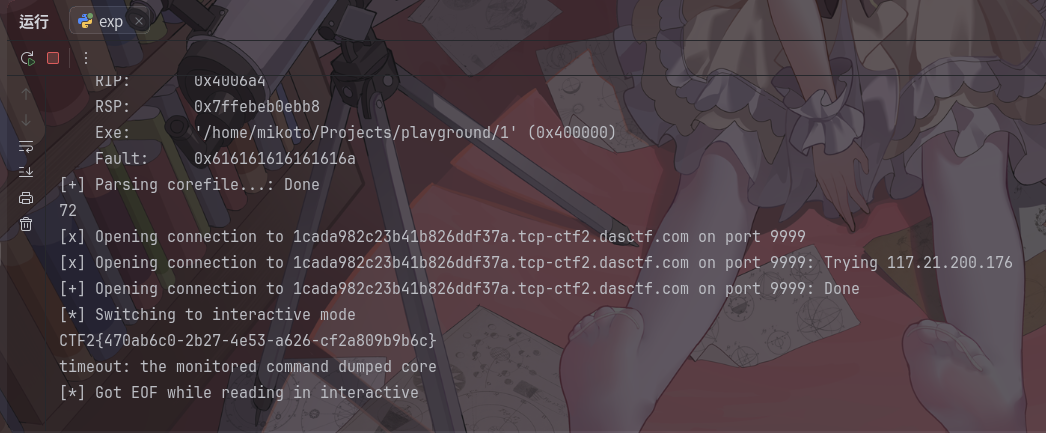 运行
exp
RIP: 0x4006a4
RSP: 0x7ffebeb0ebb8
Exe: '/home/mikoto/Projects/playground/1' (0x400000)
Fault: 0x616161616161616a
[+] Parsing corefile...: Done
72
[x] Opening connection to 1cada982c23b41b826ddf37a.tcp-ctf2.dasctf.com on port 9999
[x] Opening connection to 1cada982c23b41b826ddf37a.tcp-ctf2.dasctf.com on port 9999: Trying 117.21.200.176
[+] Opening connection to 1cada982c23b41b826ddf37a.tcp-ctf2.dasctf.com on port 9999: Done
[*] Switching to interactive mode
CTF2{470ab6c0-2b27-4e53-a626-cf2a809b9b6c}
timeout: the monitored command dumped core
[*] Got EOF while reading in interactive